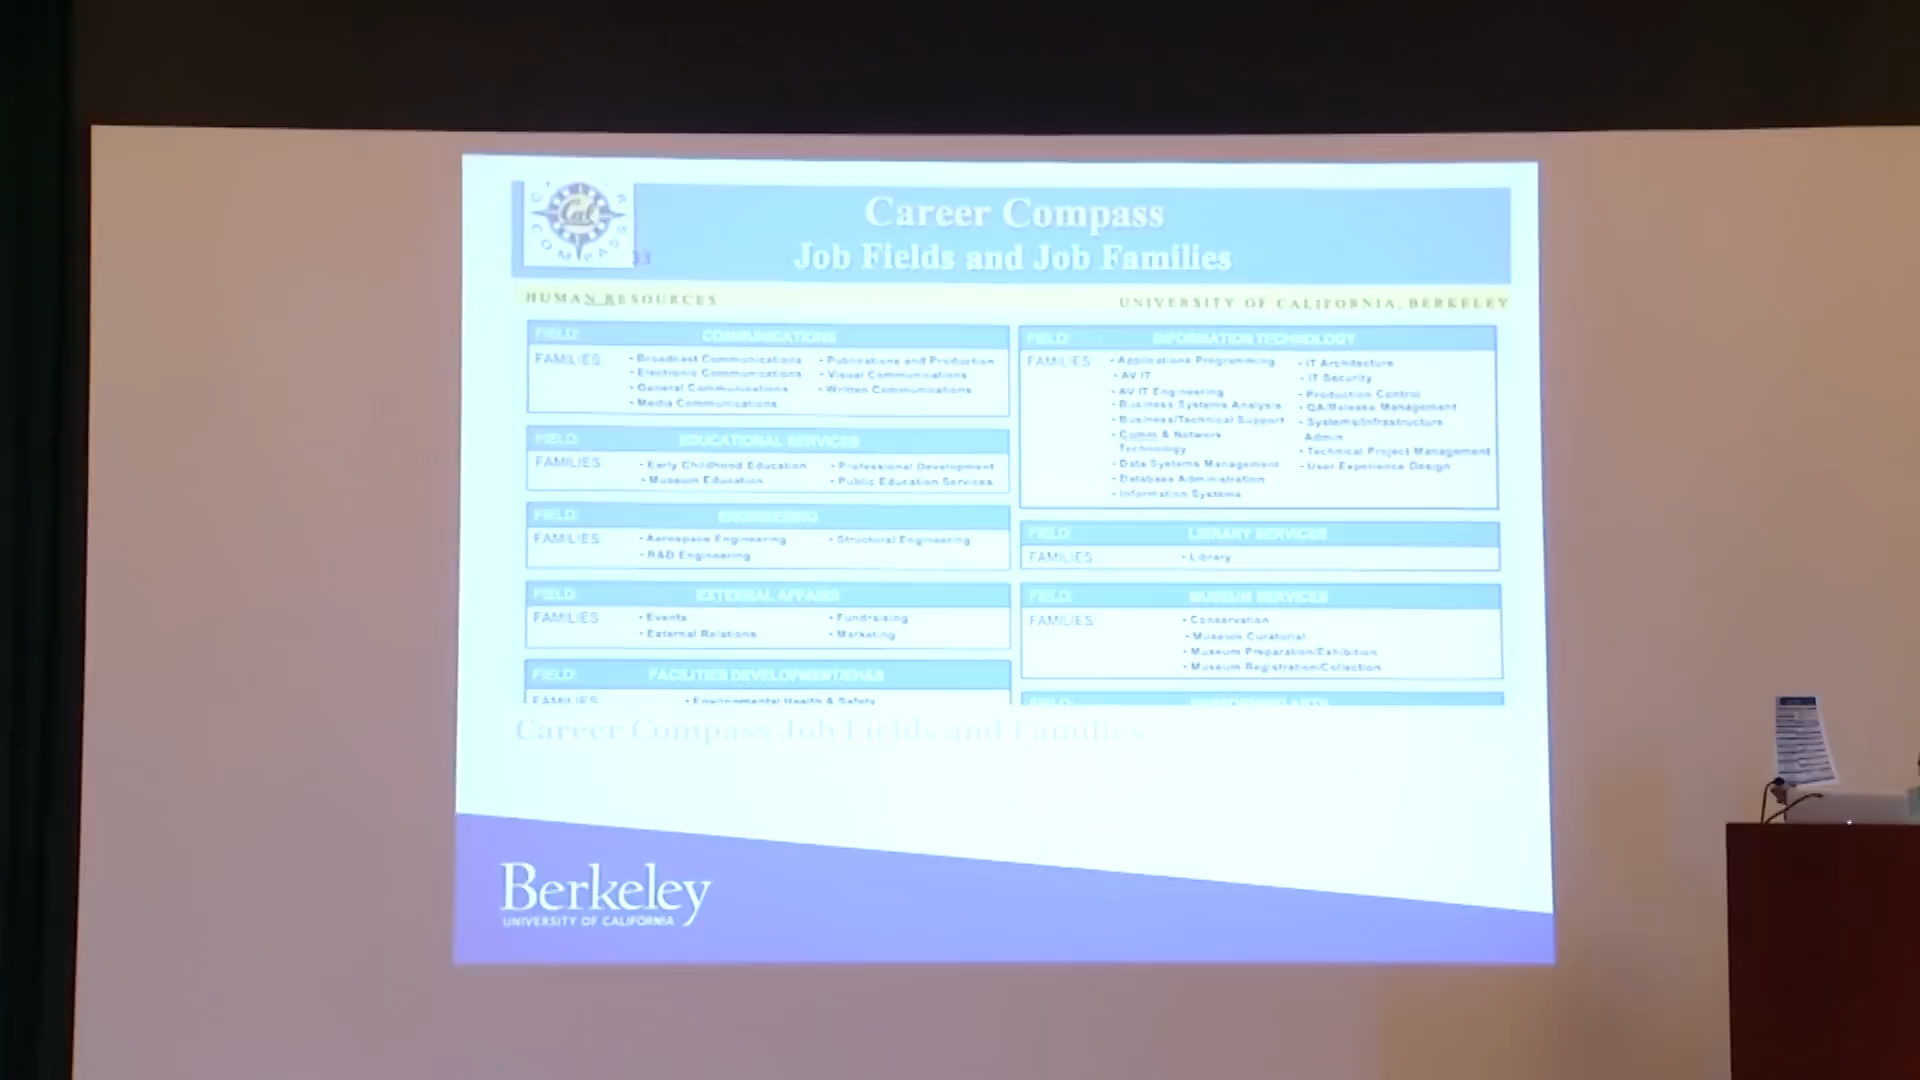 Cal
COMPASS
33
Career Compass
Job Fields and Job Families
HUMAN RESOURCES
UNIVERSITY OF CALIFORNIA, BERKELEY
FIELD: COMMUNICATIONS
FAMILIES
- Broadcast Communications
- Electronic Communications
- General Communications
- Media Communications
- Publications and Production
- Visual Communications
- Written Communications
FIELD: EDUCATIONAL SERVICES
FAMILIES
- Early Childhood Education
- Museum Education
- Professional Development
- Public Education Services
FIELD: ENGINEERING
FAMILIES
- Aerospace Engineering
- R&D Engineering
- Structural Engineering
FIELD: EXTERNAL AFFAIRS
FAMILIES
- Events
- External Relations
- Fundraising
- Marketing
FIELD: FACILITIES DEVELOPMENT/EH&S
FAMILIES
- Environmental Health & Safety
FIELD: INFORMATION TECHNOLOGY
FAMILIES
- Applications Programming
- AV IT
- AV IT Engineering
- Business Systems Analysis
- Business/Technical Support
- Comm & Network
Technology
- Data Systems Management
- Database Administration
- Information Systems
- IT Architecture
- IT Security
- Production Control
- QA/Release Management
- Systems/Infrastructure
Admin
- Technical Project Management
- User Experience Design
FIELD: LIBRARY SERVICES
FAMILIES
- Library
FIELD: MUSEUM SERVICES
FAMILIES
- Conservation
- Museum Curatorial
- Museum Preparation/Exhibition
- Museum Registration/Collection
FIELD:
Career Compass Job Fields and Families
Berkeley
UNIVERSITY OF CALIFORNIA